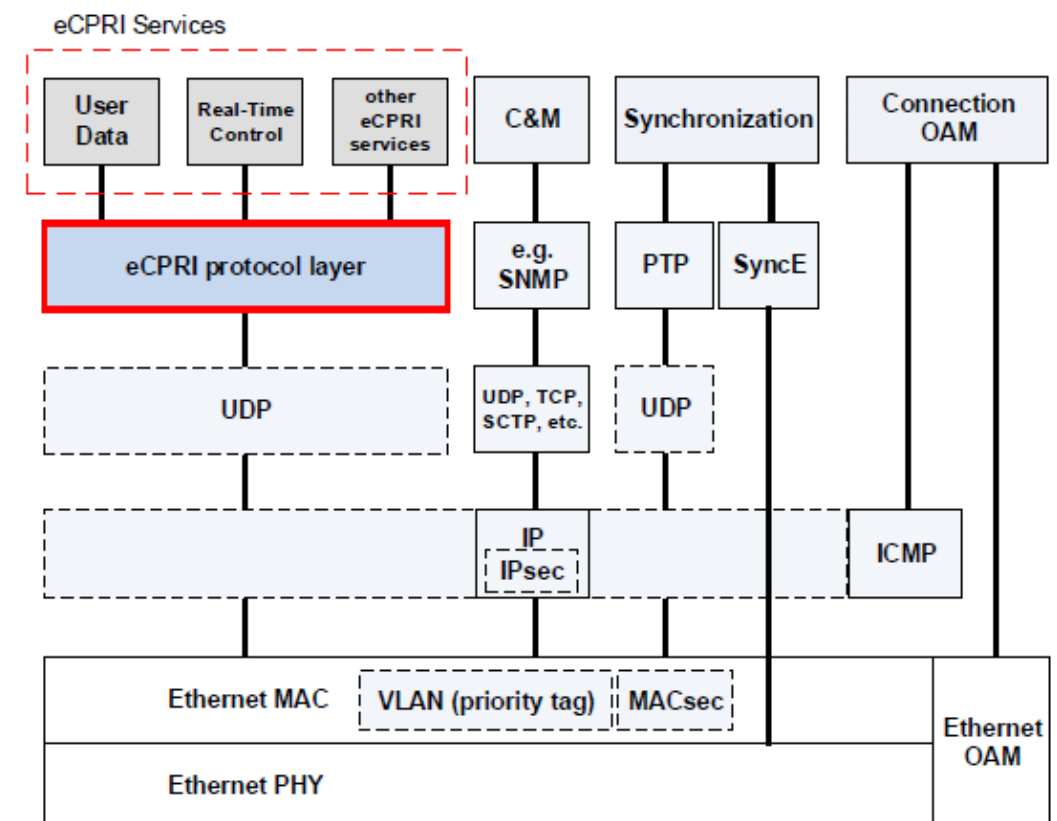 eCPRI Services
User
Data
Real-Time
Control
other
eCPRI
services
C&M
Synchronization
Connection
OAM
eCPRI protocol layer
e.g.
SNMP
PTP
SyncE
UDP
UDP, TCP,
SCTP, etc.
UDP
IP
IPsec
ICMP
Ethernet MAC
VLAN (priority tag)
MACsec
Ethernet
OAM
Ethernet PHY